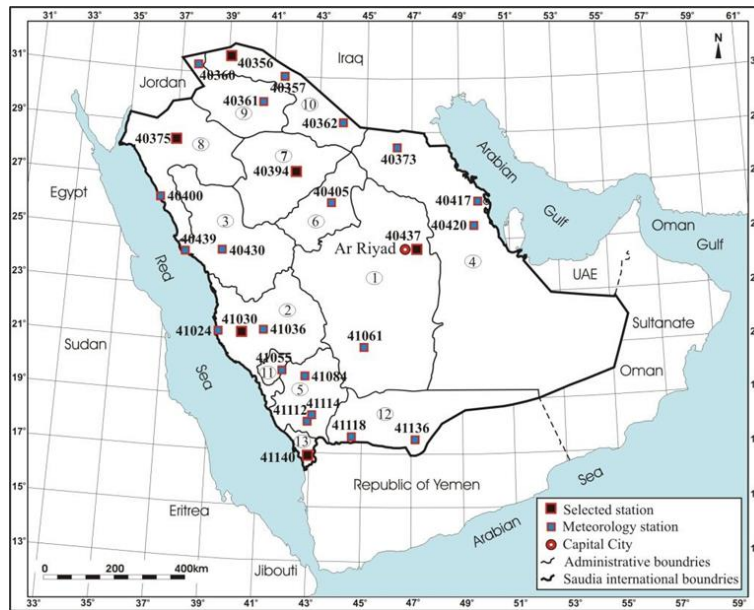 31° 33° 35° 37° 39° 41° 43° 45° 47° 49° 51° 53° 55° 57° 59° 61°
N
31°
Iraq
40356
40360
40357
Jordan
29°
40361
10
9
40362
40375
8
7
40373
27°
Arabian
40394
40405
Egypt
40400
40417
25°
3
6
40420
Gulf
Oman
40439
40430
Ar Riyad
40437
Gulf
23°
Red
1
4
UAE
2
41030
21°
41024
41036
Sultanate
41061
Sudan
41055
Oman
19°
Sea
11
41084
5
41112
41114
12
17°
41118
41136
13
41140
Sea
15°
Republic of Yemen
Eritrea
Arabian
Selected station
Meteorology station
13°
Capital City
Administrative boundries
0 200 400km
Jibouti
Saudia international boundries
33° 35° 37° 39° 41° 43° 45° 47° 49° 51° 53° 55° 57° 59°